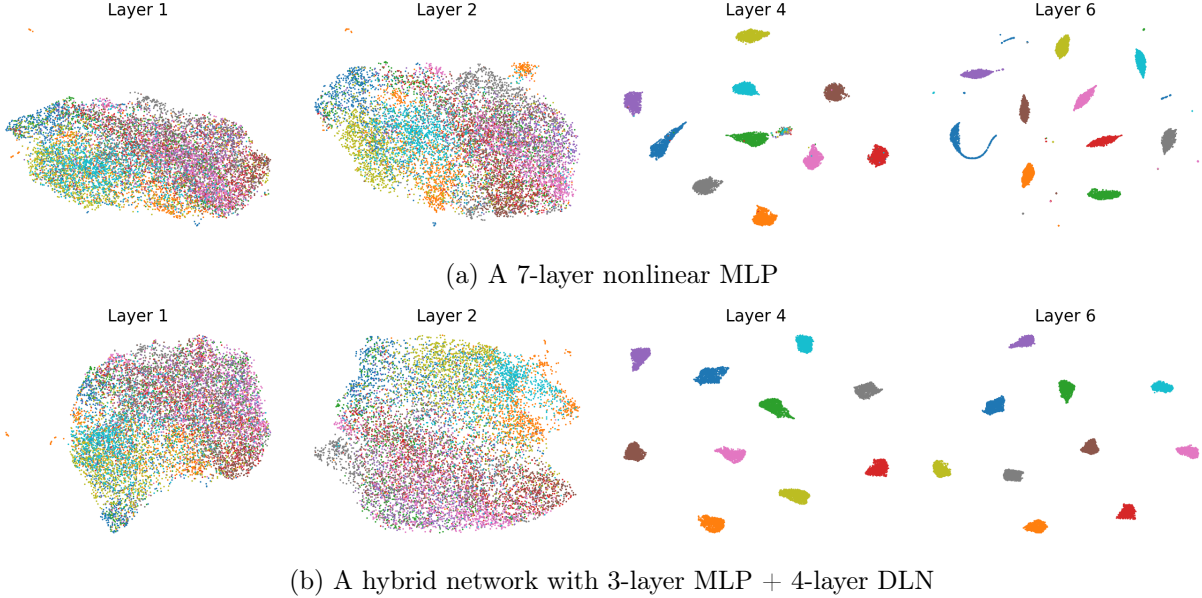 Layer 1 Layer 2 Layer 4 Layer 6
(a) A 7-layer nonlinear MLP
Layer 1 Layer 2 Layer 4 Layer 6
(b) A hybrid network with 3-layer MLP + 4-layer DLN